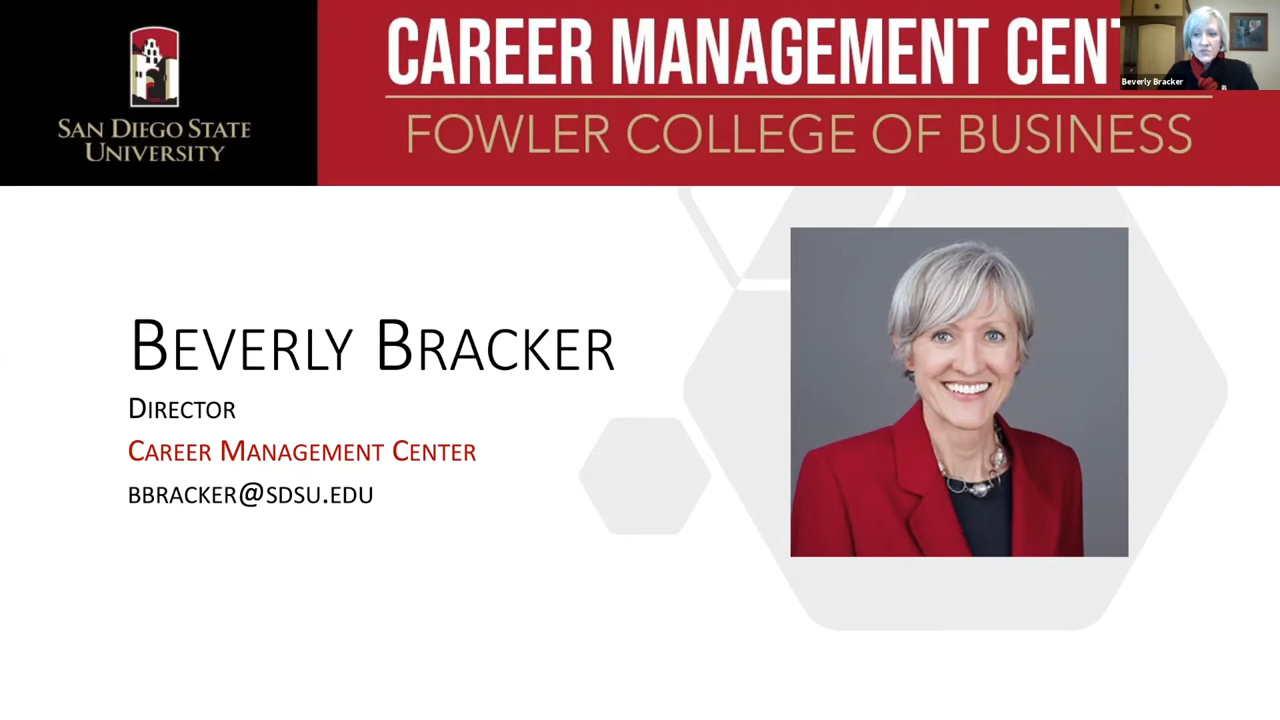 SAN DIEGO STATE
UNIVERSITY
CAREER MANAGEMENT CENT
FOWLER COLLEGE OF BUSINESS
Beverly Bracker
BEVERLY BRACKER
DIRECTOR
CAREER MANAGEMENT CENTER
BBRACKER@SDSU.EDU